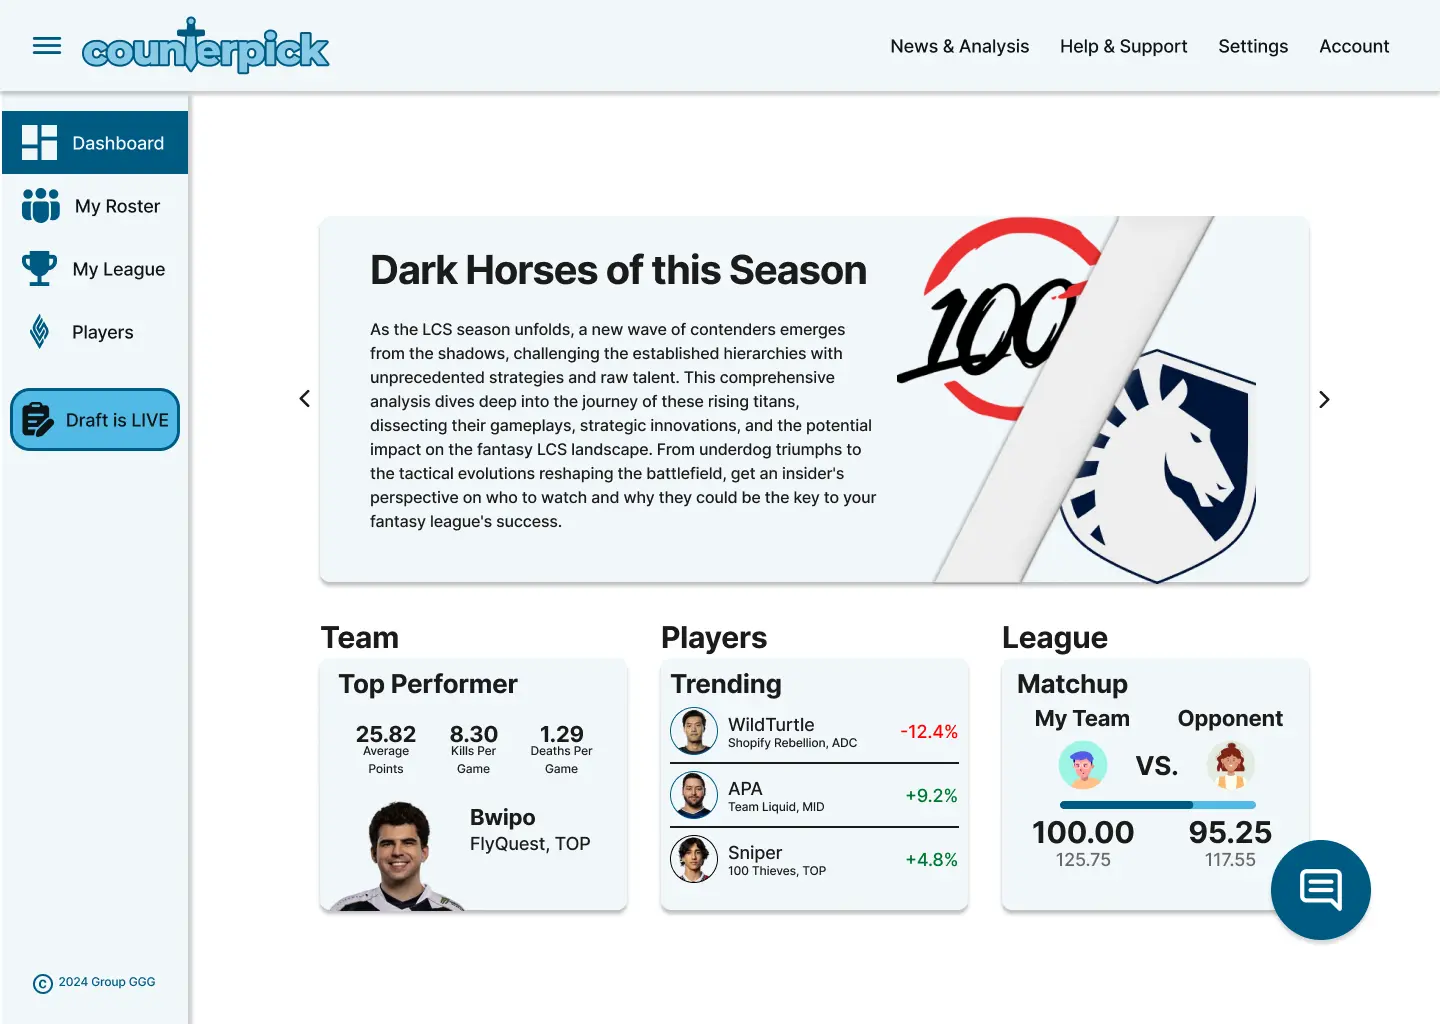 counterpick
News & Analysis
Help & Support
Settings
Account
Dashboard
My Roster
My League
Players
Draft is LIVE
Dark Horses of this Season
As the LCS season unfolds, a new wave of contenders emerges
from the shadows, challenging the established hierarchies with
unprecedented strategies and raw talent. This comprehensive
analysis dives deep into the journey of these rising titans,
dissecting their gameplays, strategic innovations, and the potential
impact on the fantasy LCS landscape. From underdog triumphs to
the tactical evolutions reshaping the battlefield, get an insider's
perspective on who to watch and why they could be the key to your
fantasy league's success.
100
Team
Top Performer
25.82
Average
Points
8.30
Kills Per
Game
1.29
Deaths Per
Game
Bwipo
FlyQuest, TOP
Players
Trending
WildTurtle
Shopify Rebellion, ADC
-12.4%
APA
Team Liquid, MID
+9.2%
Sniper
100 Thieves, TOP
+4.8%
League
Matchup
My Team
Opponent
VS.
100.00
95.25
125.75
117.55
© 2024 Group GGG